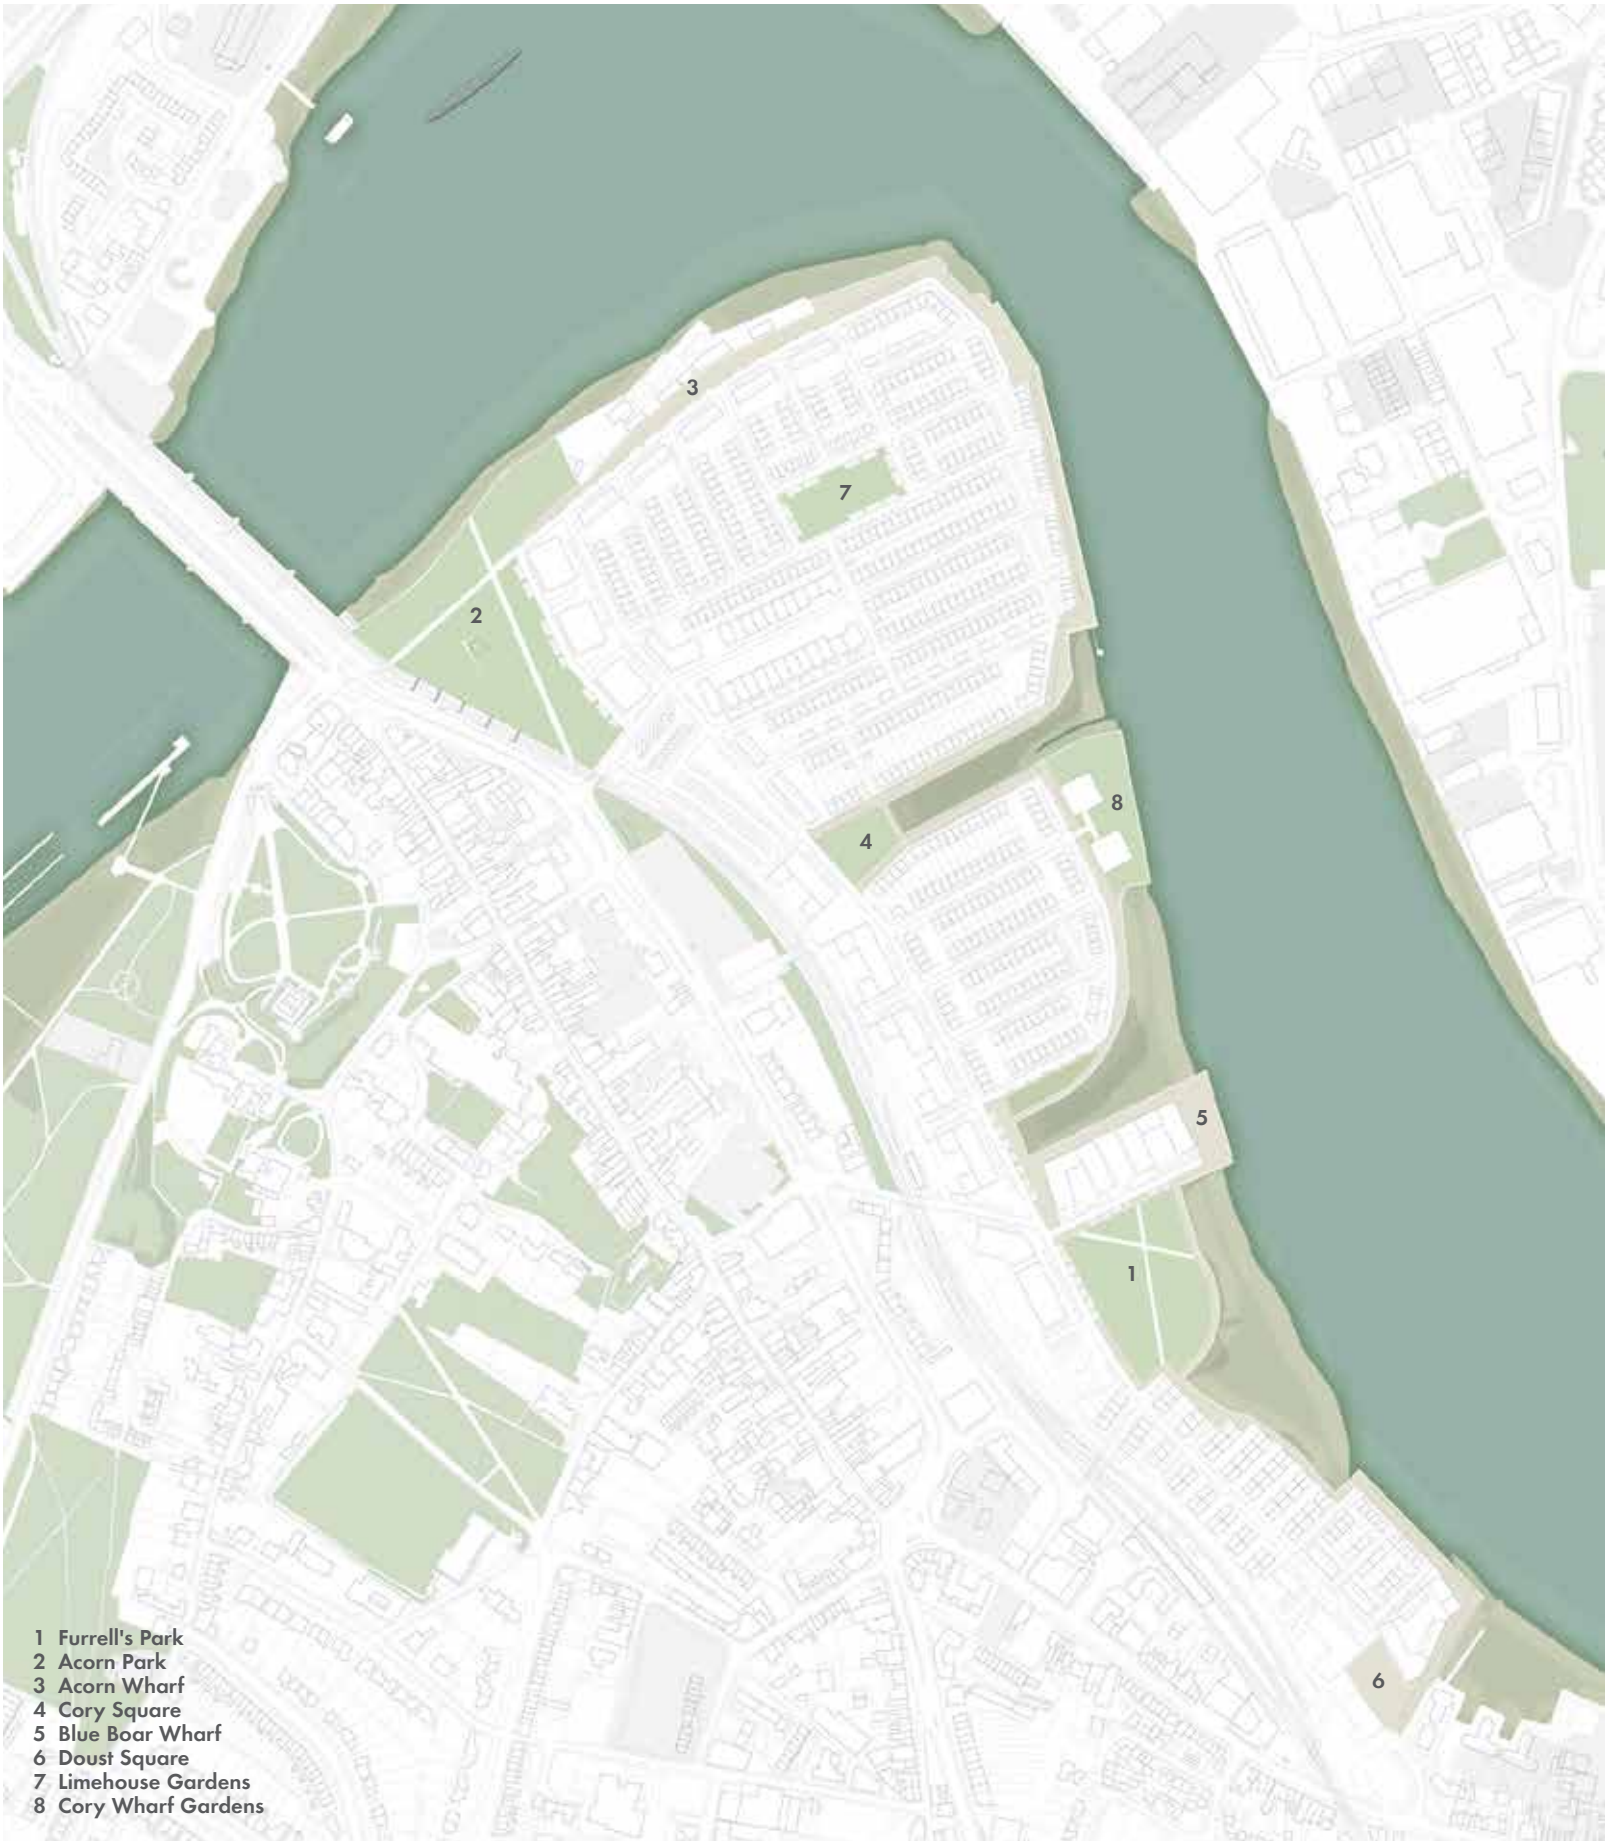 3
7
2
8
4
5
1
6
1 Furrell's Park
2 Acorn Park
3 Acorn Wharf
4 Cory Square
5 Blue Boar Wharf
6 Doust Square
7 Limehouse Gardens
8 Cory Wharf Gardens